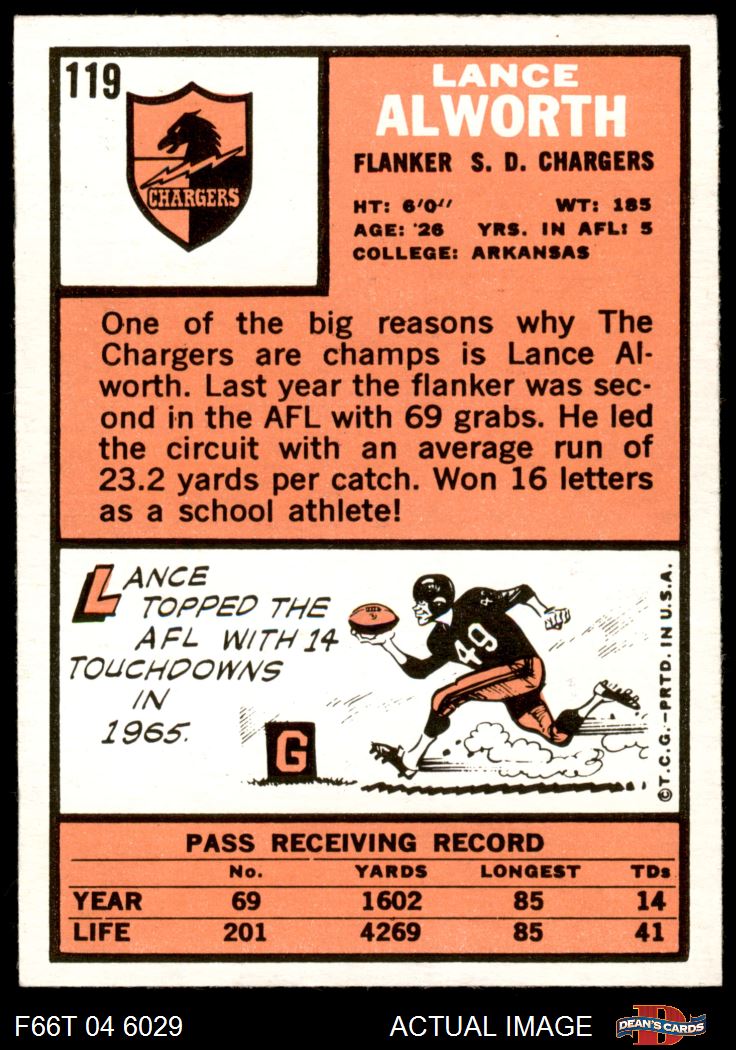 119
CHARGERS
LANCE
ALWORTH
FLANKER S. D. CHARGERS
HT: 6'0" WT: 185
AGE: '26 YRS. IN AFL: 5
COLLEGE: ARKANSAS
One of the big reasons why The
Chargers are champs is Lance Al-
worth. Last year the flanker was sec-
ond in the AFL with 69 grabs. He led
the circuit with an average run of
23.2 yards per catch. Won 16 letters
as a school athlete!
LANCE
TOPPED THE
AFL WITH 14
TOUCHDOWNS
IN
1965.
49
G
© T.C.G.-PRTD. IN U.S.A.
PASS RECEIVING RECORD
No. YARDS LONGEST TDs
YEAR 69 1602 85 14
LIFE 201 4269 85 41
F66T 04 6029 ACTUAL IMAGE
D
DEAN'S CARDS